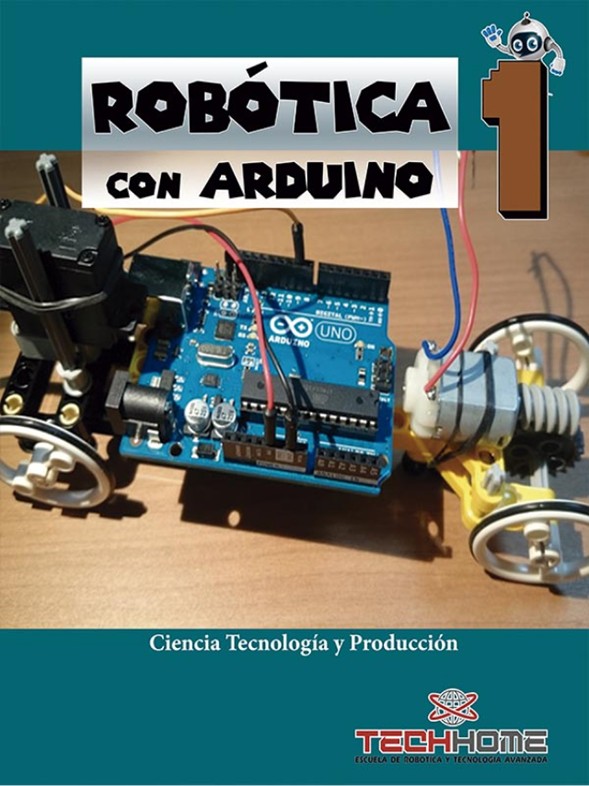 ROBÓTICA
1
CON ARDUINO
DIGITAL (PWM~)
UNO
ARDUINO
Ciencia Tecnología y Producción
TECHHOME
ESCUELA DE ROBÓTICA Y TECNOLOGÍA AVANZADA